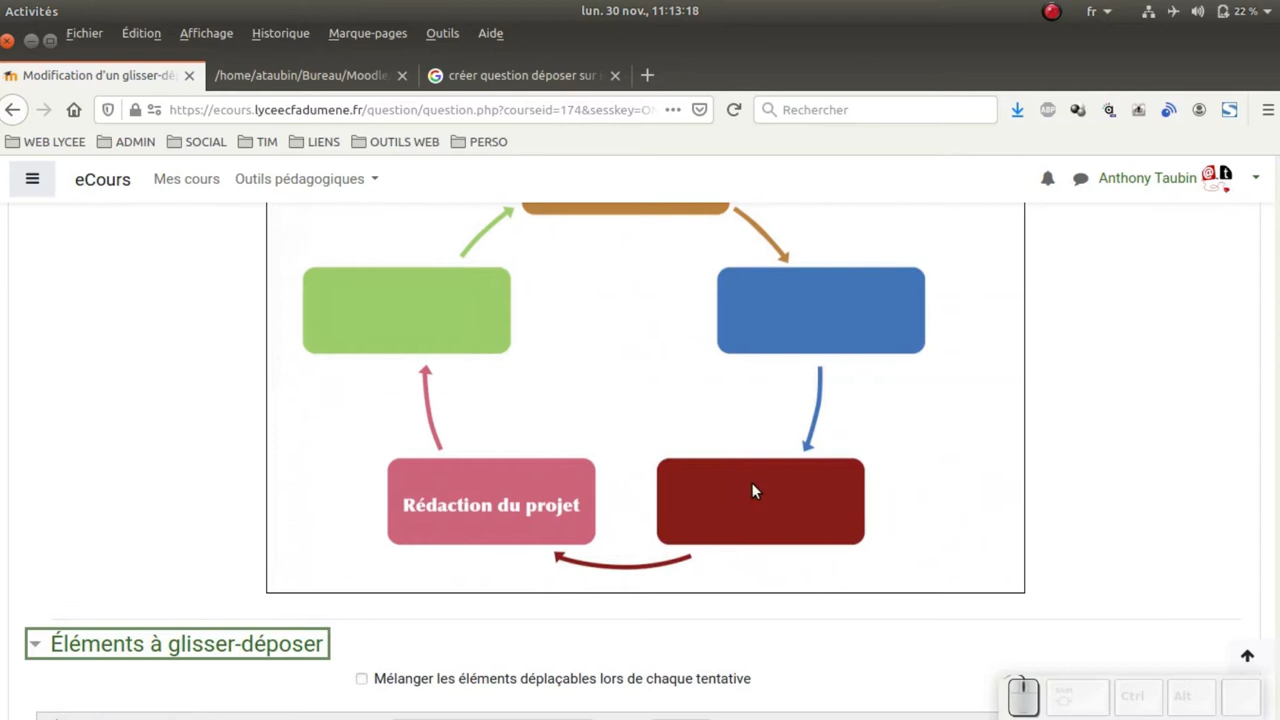 Activités
lun. 30 nov., 11:13:18
fr
22 %
Fichier Édition Affichage Historique Marque-pages Outils Aide
Modification d'un glisser-dép
/home/ataubin/Bureau/Moodle
créer question déposer sur i
https://ecours.lyceecfadumene.fr/question/question.php?courseid=174&sesskey=O
Rechercher
ABP
WEB LYCEE ADMIN SOCIAL TIM LIENS OUTILS WEB PERSO
eCours Mes cours Outils pédagogiques
Anthony Taubin
Rédaction du projet
Éléments à glisser-déposer
Mélanger les éléments déplaçables lors de chaque tentative
Shift Ctrl Alt